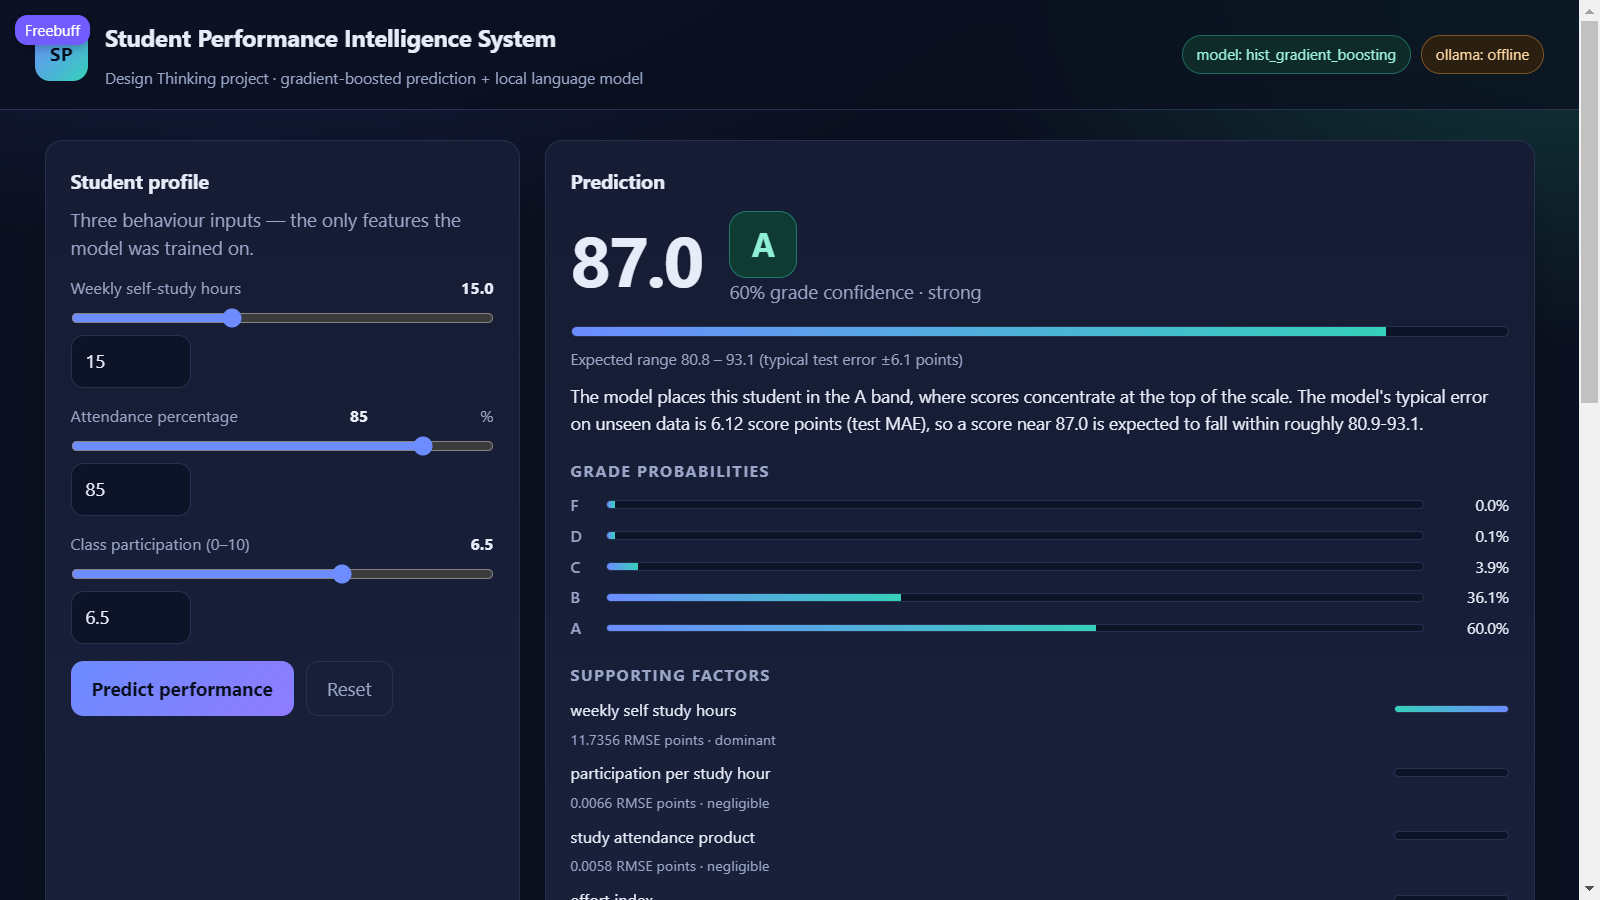 Freebuff
SP
Student Performance Intelligence System
Design Thinking project · gradient-boosted prediction + local language model
model: hist_gradient_boosting
ollama: offline
Student profile
Three behaviour inputs — the only features the
model was trained on.
Weekly self-study hours 15.0
15
Attendance percentage 85 %
85
Class participation (0–10) 6.5
6.5
Predict performance
Reset
Prediction
87.0
A
60% grade confidence · strong
Expected range 80.8 – 93.1 (typical test error ±6.1 points)
The model places this student in the A band, where scores concentrate at the top of the scale. The model's typical error
on unseen data is 6.12 score points (test MAE), so a score near 87.0 is expected to fall within roughly 80.9-93.1.
GRADE PROBABILITIES
F 0.0%
D 0.1%
C 3.9%
B 36.1%
A 60.0%
SUPPORTING FACTORS
weekly self study hours
11.7356 RMSE points · dominant
participation per study hour
0.0066 RMSE points · negligible
study attendance product
0.0058 RMSE points · negligible
effort index